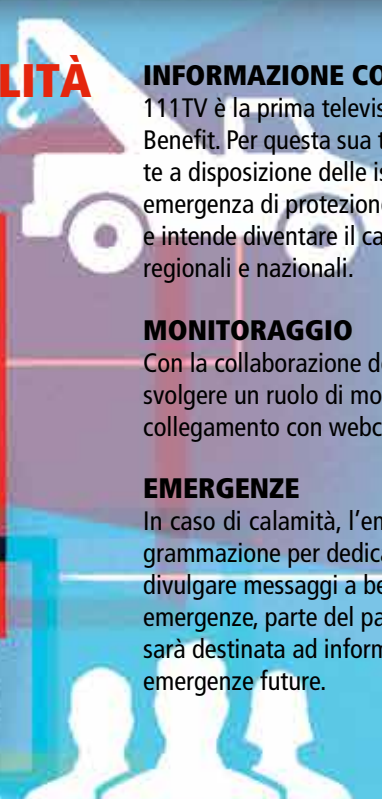 LITÀ
INFORMAZIONE CO
111TV è la prima televis
Benefit. Per questa sua t
te a disposizione delle is
emergenza di protezione
e intende diventare il ca
regionali e nazionali.
MONITORAGGIO
Con la collaborazione de
svolgere un ruolo di mo
collegamento con webc
EMERGENZE
In caso di calamità, l'em
grammazione per dedica
divulgare messaggi a be
emergenze, parte del pa
sarà destinata ad inform
emergenze future.